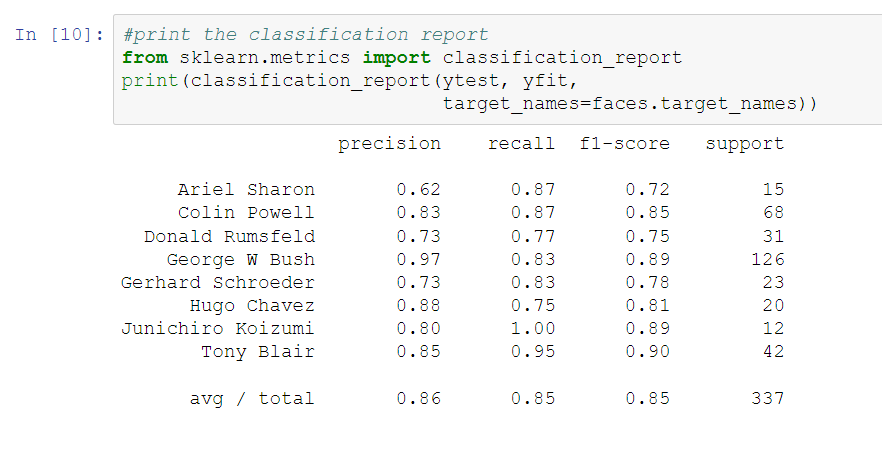 In [10]: #print the classification report
from sklearn.metrics import classification_report
print(classification_report(ytest, yfit,
target_names=faces.target_names))
precision recall f1-score support
Ariel Sharon 0.62 0.87 0.72 15
Colin Powell 0.83 0.87 0.85 68
Donald Rumsfeld 0.73 0.77 0.75 31
George W Bush 0.97 0.83 0.89 126
Gerhard Schroeder 0.73 0.83 0.78 23
Hugo Chavez 0.88 0.75 0.81 20
Junichiro Koizumi 0.80 1.00 0.89 12
Tony Blair 0.85 0.95 0.90 42
avg / total 0.86 0.85 0.85 337